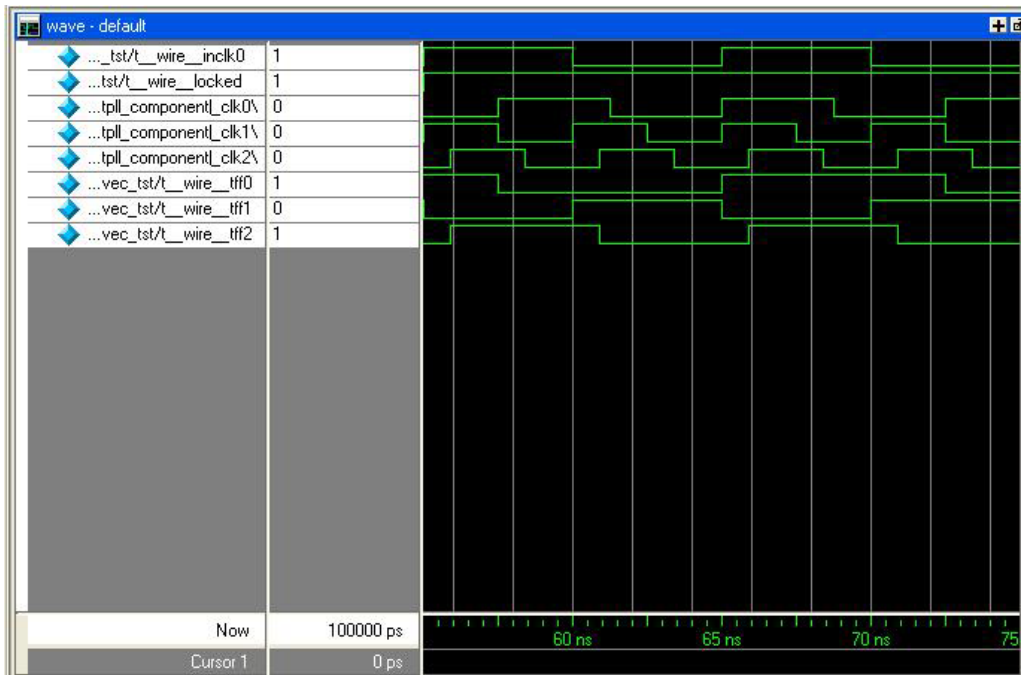 wave - default
..._tst/t__wire__inclk0 1
...tst/t__wire__locked 1
...tpll_component|_clk0\ 0
...tpll_component|_clk1\ 0
...tpll_component|_clk2\ 0
...vec_tst/t__wire__tff0 1
...vec_tst/t__wire__tff1 0
...vec_tst/t__wire__tff2 1
Now 100000 ps 60 ns 65 ns 70 ns 75
Cursor 1 0 ps